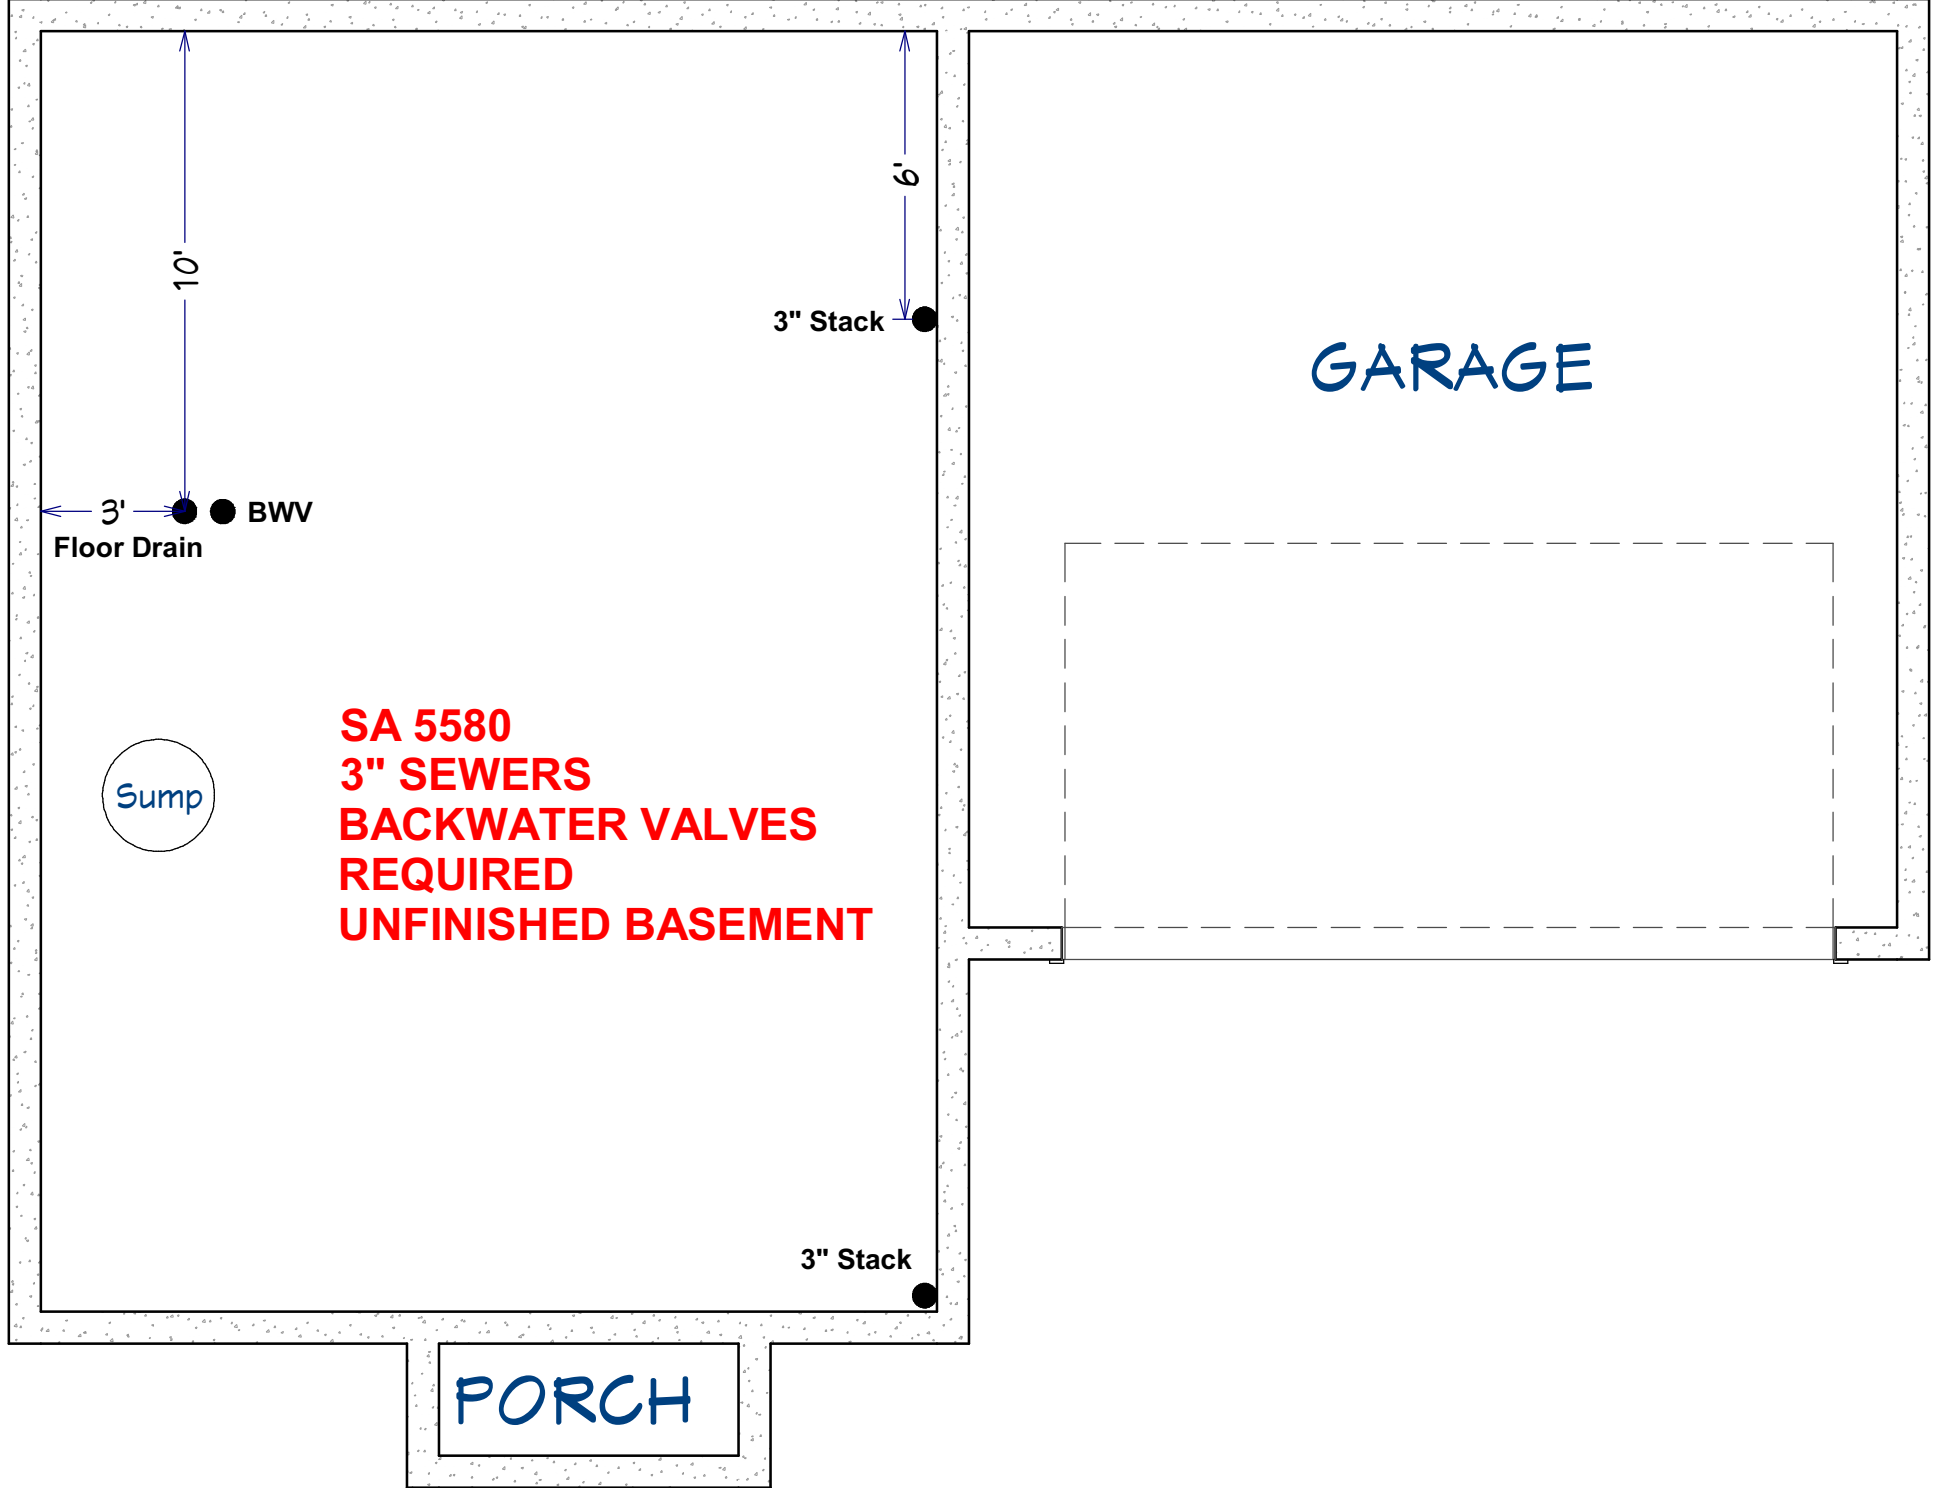 6'
10'
3" Stack
GARAGE
3'
BWV
Floor Drain
SA 5580
3" SEWERS
BACKWATER VALVES
REQUIRED
UNFINISHED BASEMENT
Sump
3" Stack
PORCH